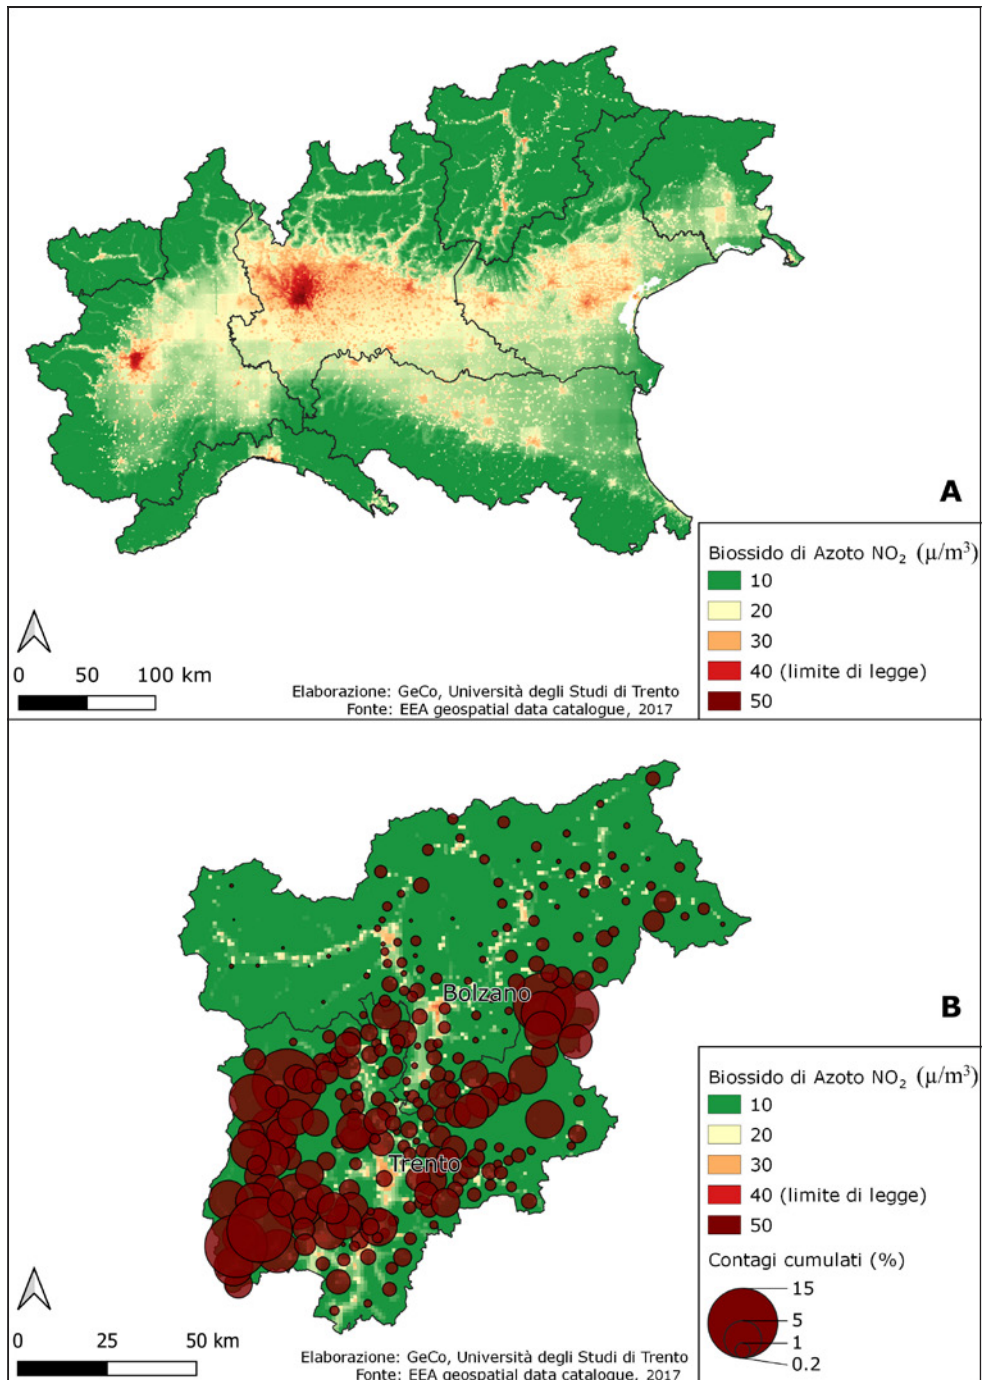 A
Biossido di Azoto NO₂ (µ/m³)
10
20
30
40 (limite di legge)
50
0 50 100 km
Elaborazione: GeCo, Università degli Studi di Trento
Fonte: EEA geospatial data catalogue, 2017
Bolzano
Trento
B
Biossido di Azoto NO₂ (µ/m³)
10
20
30
40 (limite di legge)
50
Contagi cumulati (%)
15
5
1
0.2
0 25 50 km
Elaborazione: GeCo, Università degli Studi di Trento
Fonte: EEA geospatial data catalogue, 2017